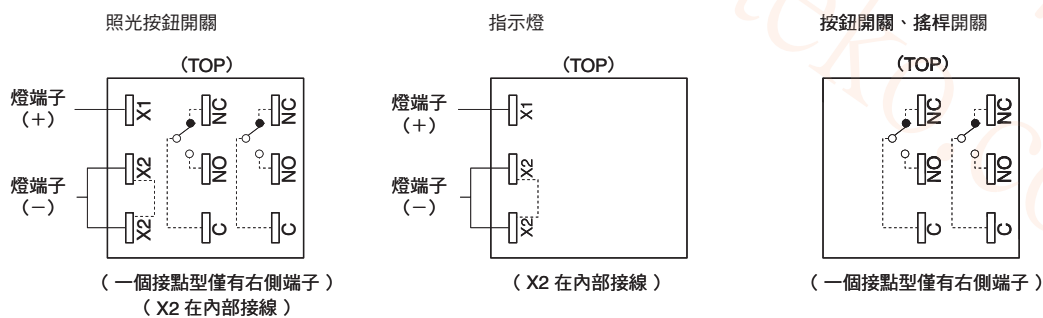 照光按鈕開關
(TOP)
燈端子
(+)
燈端子
(−)
X1
X2
X2
NC
NO
C
NC
NO
C
( 一個接點型僅有右側端子 )
( X2 在內部接線 )
指示燈
(TOP)
燈端子
(+)
燈端子
(−)
X1
X2
X2
( X2 在內部接線 )
按鈕開關、搖桿開關
(TOP)
NC
NO
C
NC
NO
C
( 一個接點型僅有右側端子 )